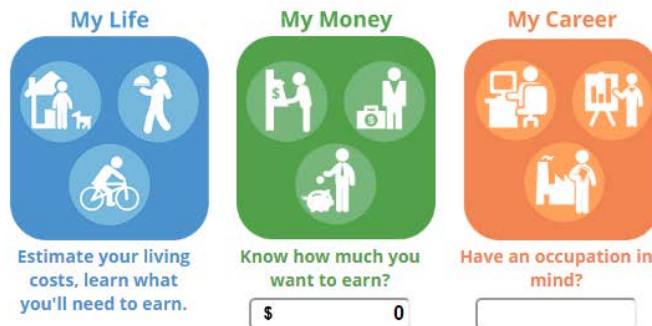 My Life
My Money
My Career
$
$
Estimate your living
costs, learn what
you'll need to earn.
Know how much you
want to earn?
$ 0
Have an occupation in
mind?